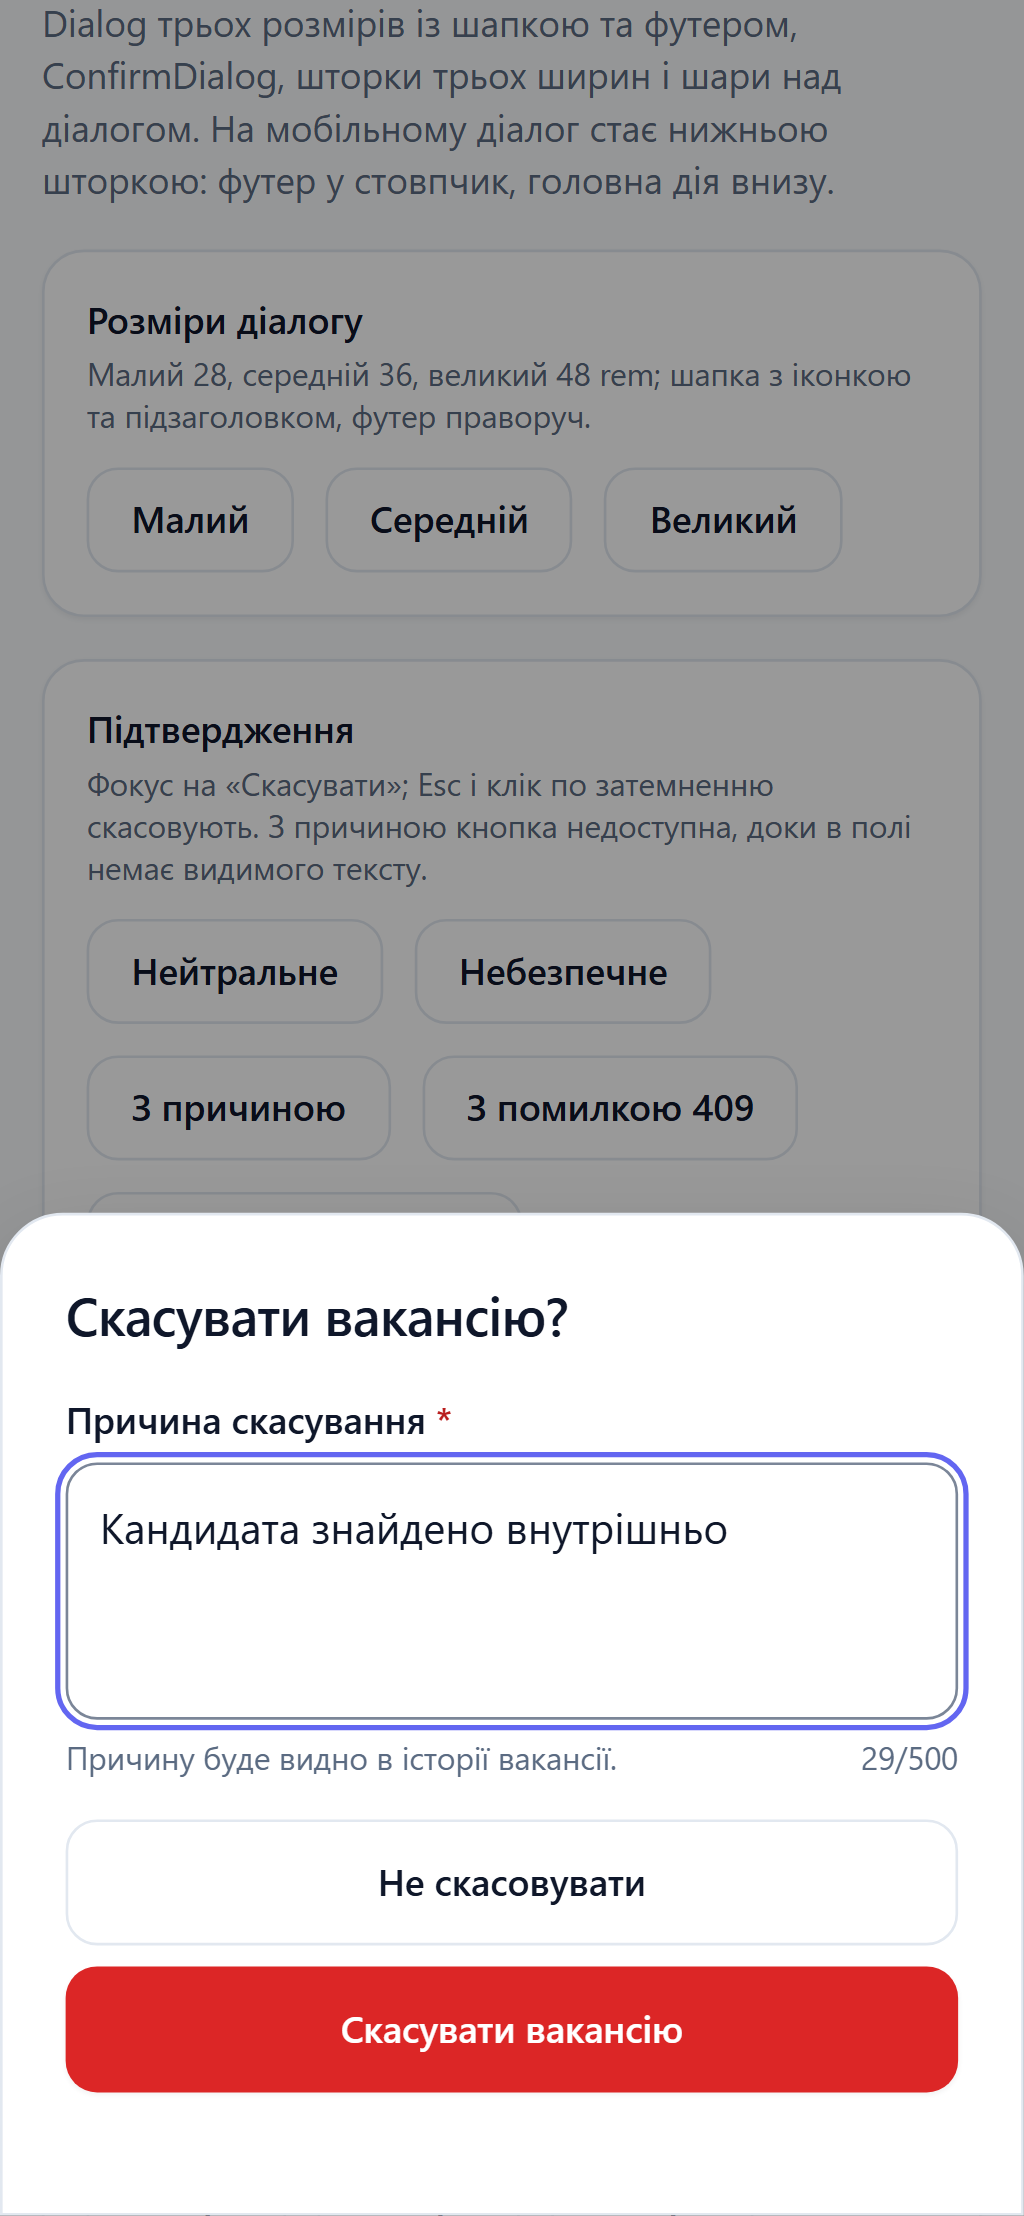 Dialog трьох розмірів із шапкою та футером,
ConfirmDialog, шторки трьох ширин і шари над
діалогом. На мобільному діалог стає нижньою
шторкою: футер у стовпчик, головна дія внизу.
Розміри діалогу
Малий 28, середній 36, великий 48 rem; шапка з іконкою
та підзаголовком, футер праворуч.
Малий
Середній
Великий
Підтвердження
Фокус на «Скасувати»; Esc і клік по затемненню
скасовують. З причиною кнопка недоступна, доки в полі
немає видимого тексту.
Нейтральне
Небезпечне
З причиною
З помилкою 409
Скасувати вакансію?
Причина скасування *
Кандидата знайдено внутрішньо
Причину буде видно в історії вакансії.
29/500
Не скасовувати
Скасувати вакансію